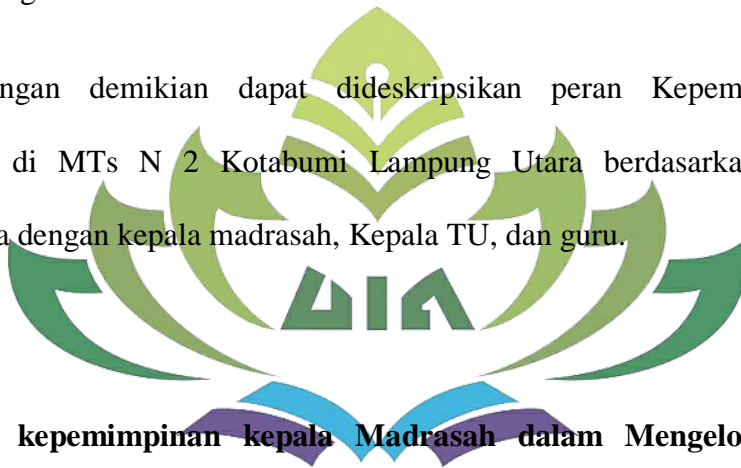 ngan demikian dapat dideskripsikan peran Kepem
di MTs N 2 Kotabumi Lampung Utara berdasarka
a dengan kepala madrasah, Kepala TU, dan guru.
UIN
kepemimpinan kepala Madrasah dalam Mengelo